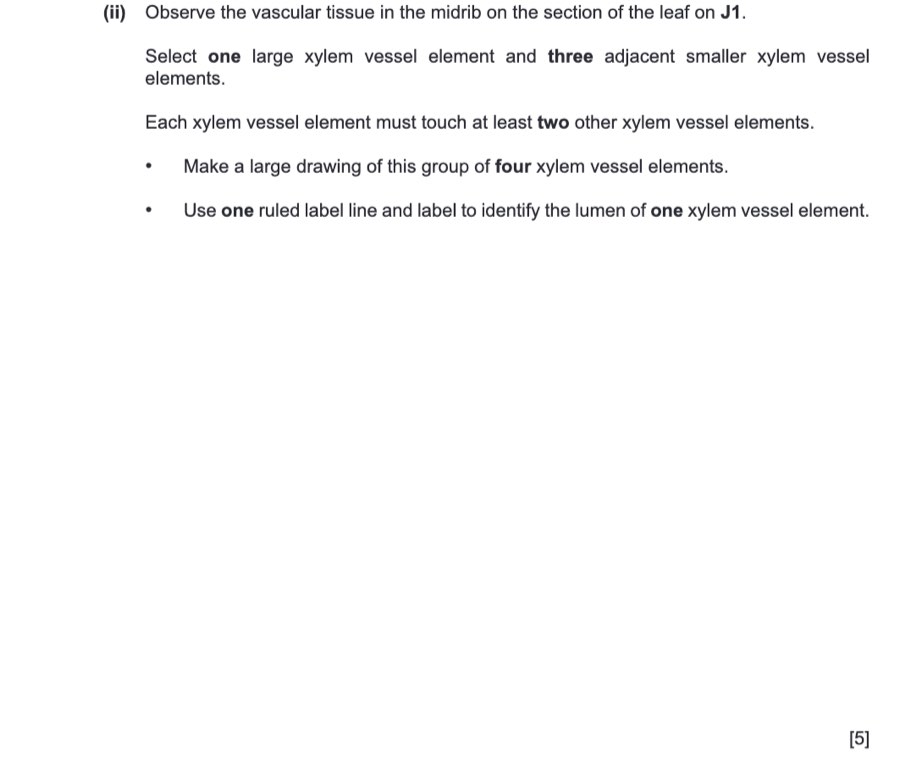 (ii) Observe the vascular tissue in the midrib on the section of the leaf on J1.
Select one large xylem vessel element and three adjacent smaller xylem vessel
elements.
Each xylem vessel element must touch at least two other xylem vessel elements.
• Make a large drawing of this group of four xylem vessel elements.
• Use one ruled label line and label to identify the lumen of one xylem vessel element.
[5]